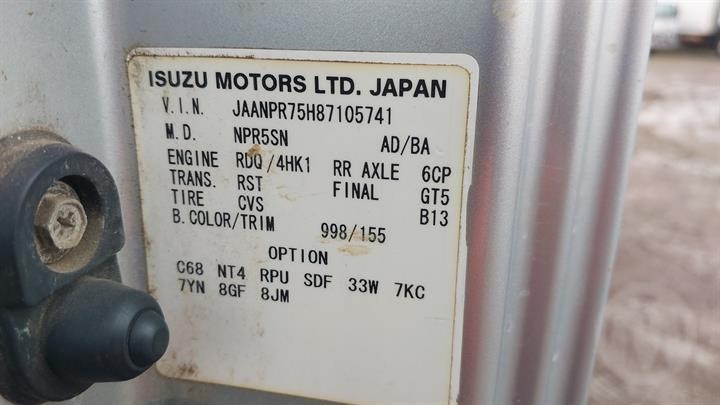 ISUZU MOTORS LTD. JAPAN
V.I.N. JAANPR75H87105741
M.D. NPR5SN AD/BA
ENGINE RDQ/4HK1 RR AXLE 6CP
TRANS. RST FINAL GT5
TIRE CVS B13
B.COLOR/TRIM 998/155
OPTION
C68 NT4 RPU SDF 33W 7KC
7YN 8GF 8JM